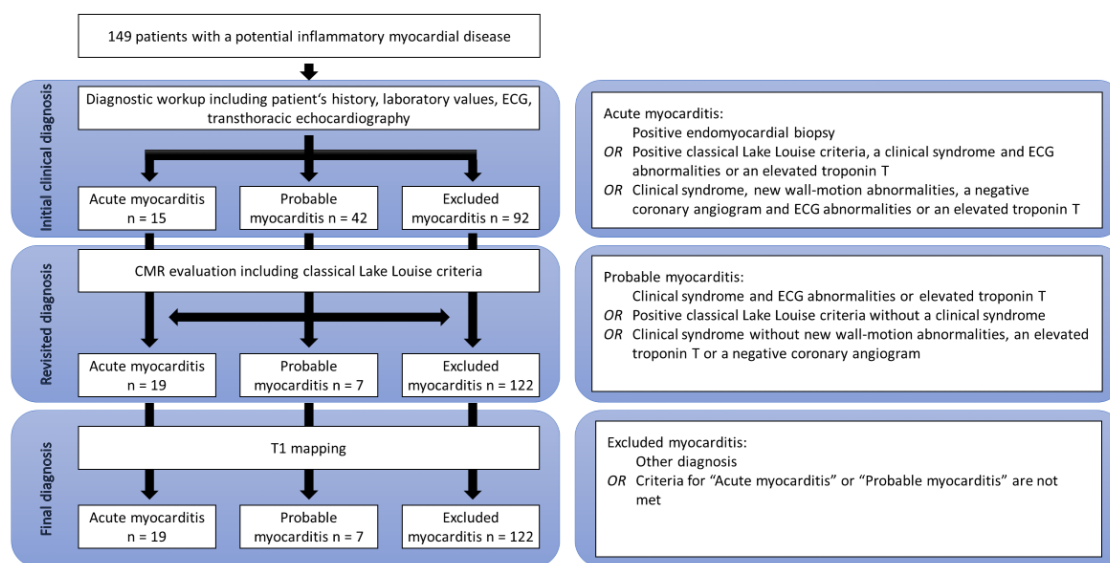 149 patients with a potential inflammatory myocardial disease
Initial clinical diagnosis
Diagnostic workup including patient‘s history, laboratory values, ECG,
transthoracic echocardiography
Acute myocarditis
n = 15
Probable
myocarditis n = 42
Excluded
myocarditis n = 92
Acute myocarditis:
Positive endomyocardial biopsy
OR Positive classical Lake Louise criteria, a clinical syndrome and ECG
abnormalities or an elevated troponin T
OR Clinical syndrome, new wall-motion abnormalities, a negative
coronary angiogram and ECG abnormalities or an elevated troponin T
Revisited diagnosis
CMR evaluation including classical Lake Louise criteria
Acute myocarditis
n = 19
Probable
myocarditis n = 7
Excluded
myocarditis n = 122
Probable myocarditis:
Clinical syndrome and ECG abnormalities or elevated troponin T
OR Positive classical Lake Louise criteria without a clinical syndrome
OR Clinical syndrome without new wall-motion abnormalities, an elevated
troponin T or a negative coronary angiogram
Final diagnosis
T1 mapping
Acute myocarditis
n = 19
Probable
myocarditis n = 7
Excluded
myocarditis n = 122
Excluded myocarditis:
Other diagnosis
OR Criteria for “Acute myocarditis” or “Probable myocarditis” are not
met